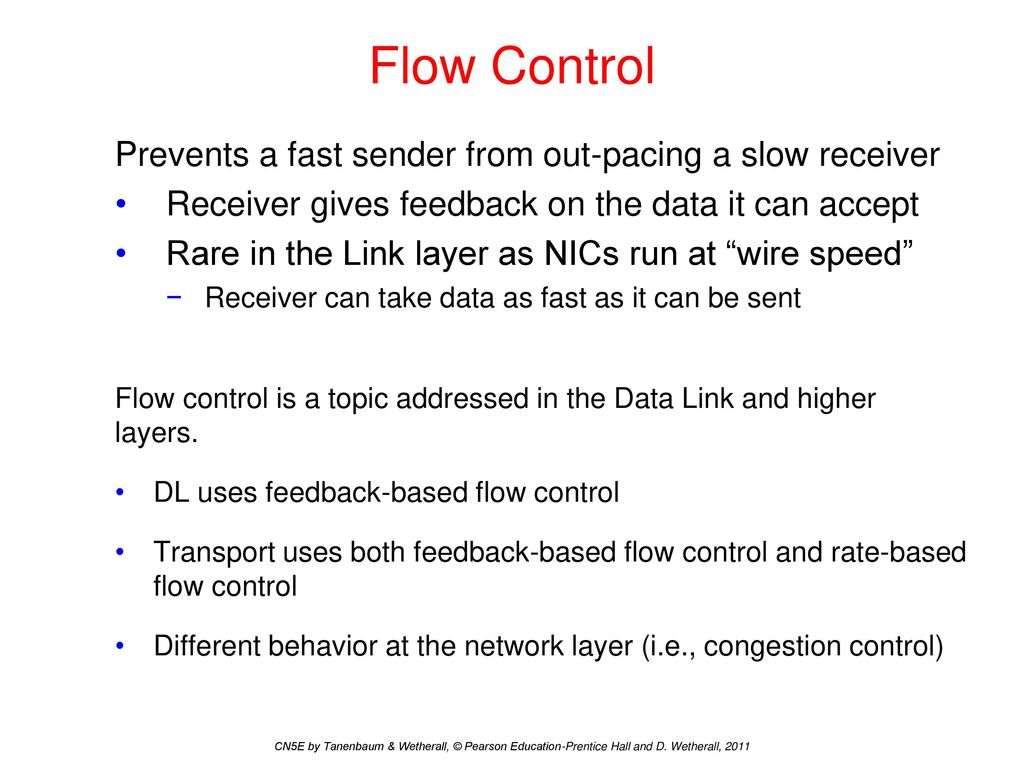 Flow Control
Prevents a fast sender from out-pacing a slow receiver
• Receiver gives feedback on the data it can accept
• Rare in the Link layer as NICs run at “wire speed”
− Receiver can take data as fast as it can be sent
Flow control is a topic addressed in the Data Link and higher
layers.
• DL uses feedback-based flow control
• Transport uses both feedback-based flow control and rate-based
flow control
• Different behavior at the network layer (i.e., congestion control)
CN5E by Tanenbaum & Wetherall, © Pearson Education-Prentice Hall and D. Wetherall, 2011